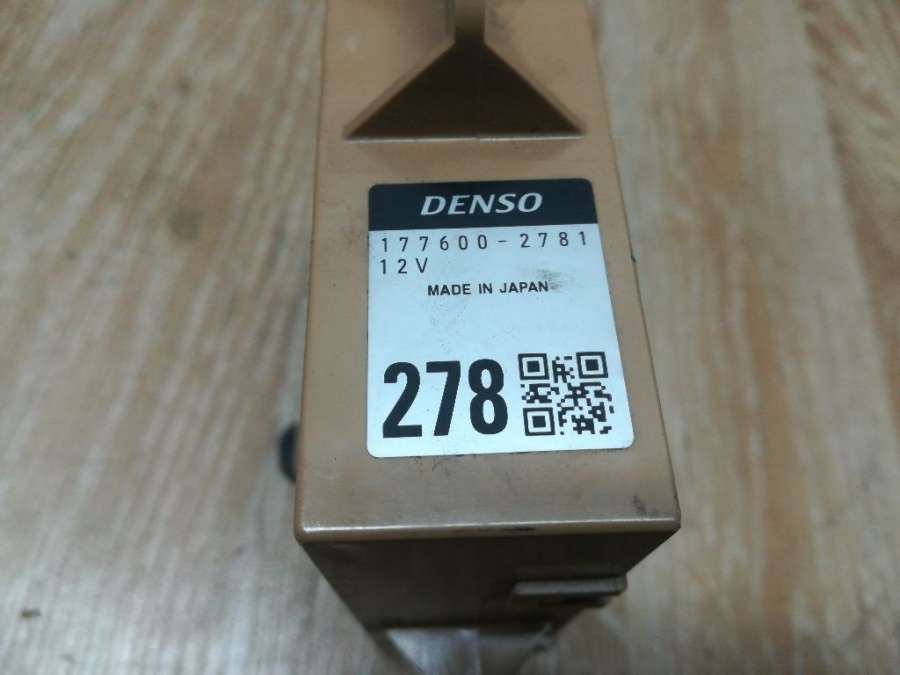 DENSO
177600-2781
12V
MADE IN JAPAN
278